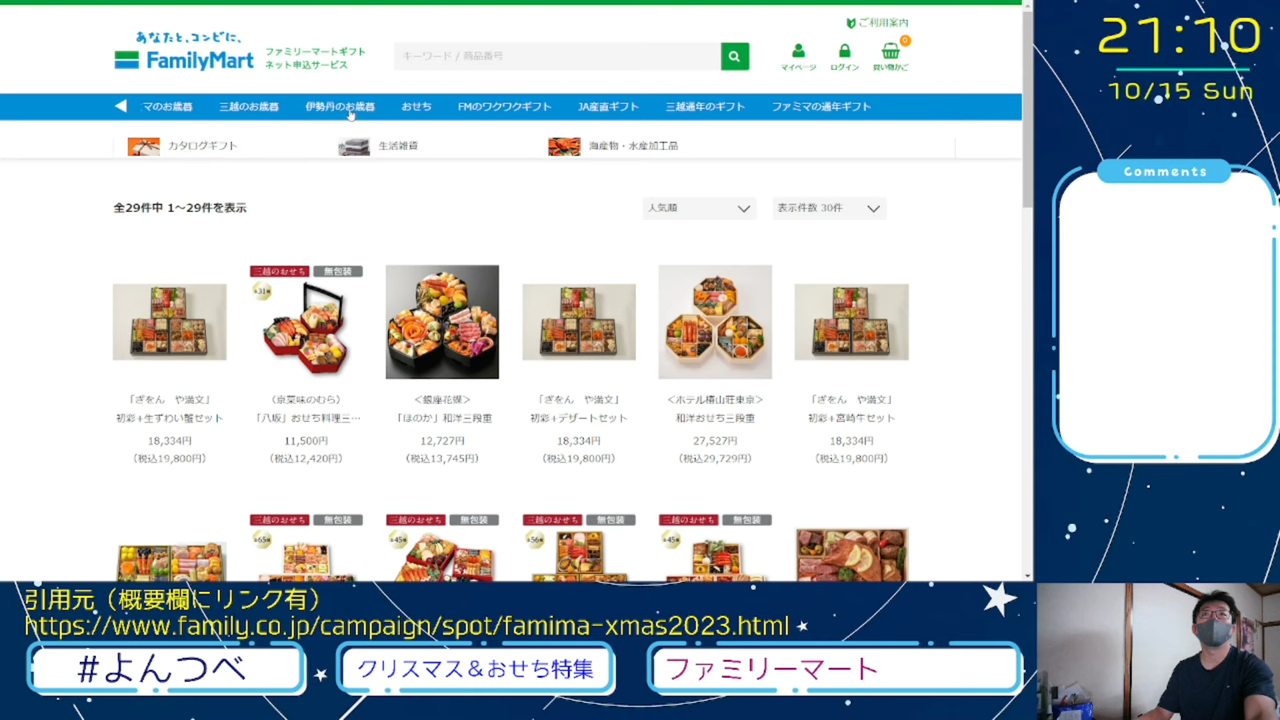 あなたと、コンビに、
FamilyMart
ファミリーマートギフト
ネット申込サービス
キーワード / 商品番号
ご利用案内
マイページ
ログイン
0
買い物かご
マのお歳暮
三越のお歳暮
伊勢丹のお歳暮
おせち
FMのワクワクギフト
JA産直ギフト
三越通年のギフト
ファミマの通年ギフト
カタログギフト
生活雑貨
海産物・水産加工品
全29件中 1～29件を表示
人気順
表示件数 30件
「ぎをん　や満文」
初彩+生ずわい蟹セット
18,334円
(税込19,800円)
三越のおせち
無包装
全31種
〈京菜味のむら〉
「八坂」おせち料理三…
11,500円
(税込12,420円)
＜銀座花蝶＞
「ほのか」和洋三段重
12,727円
(税込13,745円)
「ぎをん　や満文」
初彩+デザートセット
18,334円
(税込19,800円)
＜ホテル椿山荘東京＞
和洋おせち三段重
27,527円
(税込29,729円)
「ぎをん　や満文」
初彩+宮崎牛セット
18,334円
(税込19,800円)
三越のおせち
無包装
三越のおせち
無包装
三越のおせち
無包装
三越のおせち
無包装
21:10
10/15 Sun
Comments
引用元（概要欄にリンク有）
https://www.family.co.jp/campaign/spot/famima-xmas2023.html
#よんつべ
クリスマス＆おせち特集
ファミリーマート